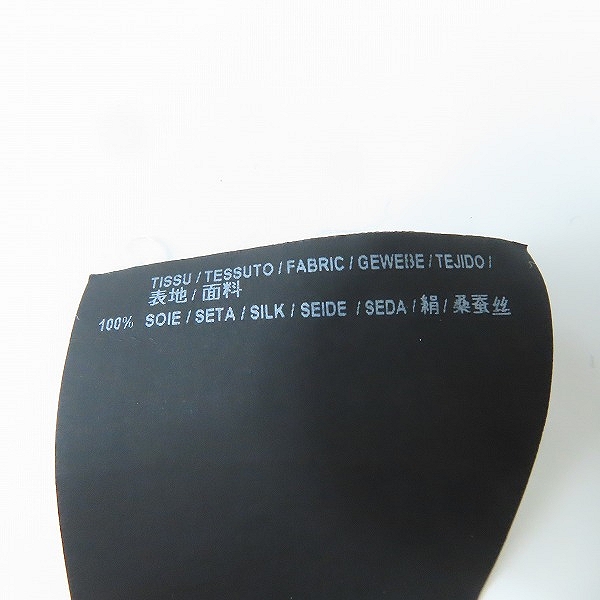 TISSU / TESSUTO / FABRIC / GEWEBE / TEJIDO /
表地 / 面料
100% SOIE / SETA / SILK / SEIDE / SEDA / 絹 / 桑蚕丝